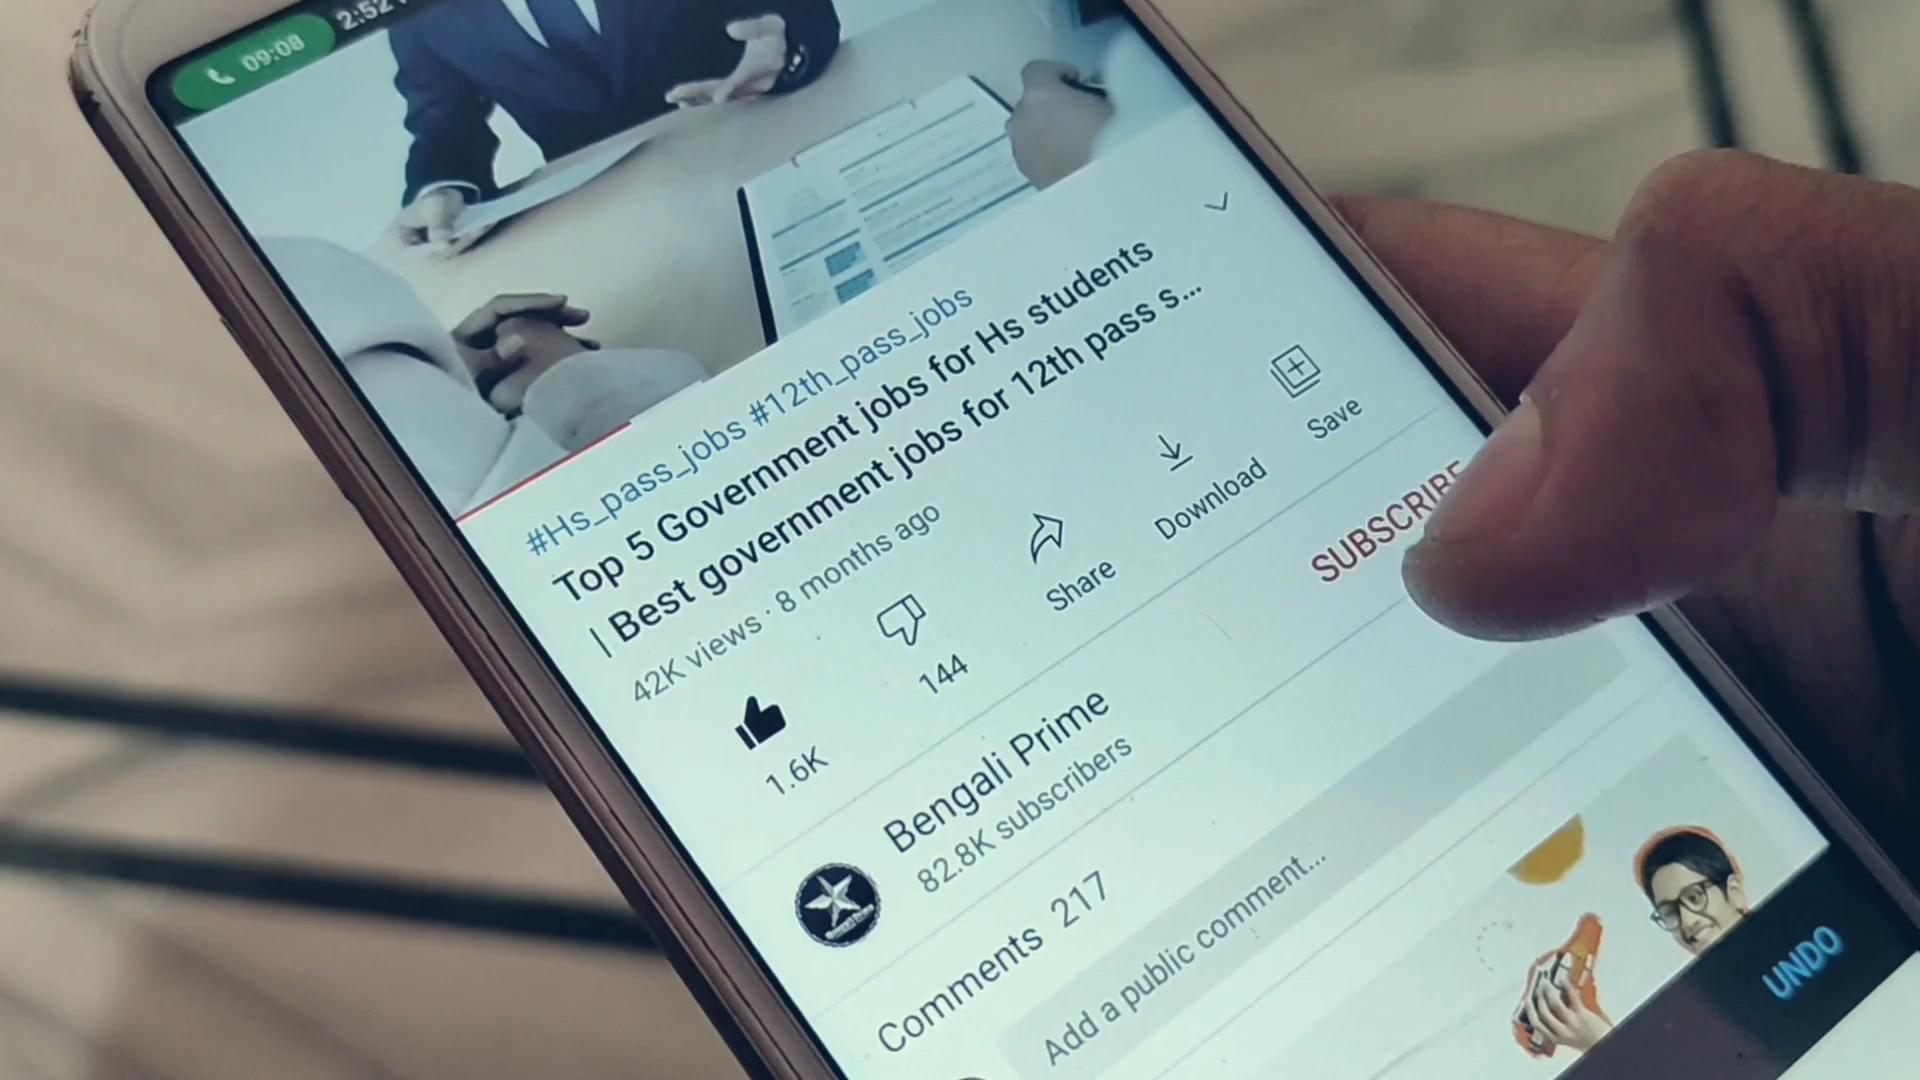 09:08 2:52
#Hs_pass_jobs #12th_pass_jobs
Top 5 Government jobs for Hs students
| Best government jobs for 12th pass s...
42K views · 8 months ago
1.6K
144
Share
Download
Save
Bengali Prime
82.8K subscribers
SUBSCRIBE
Comments 217
Add a public comment...
UNDO